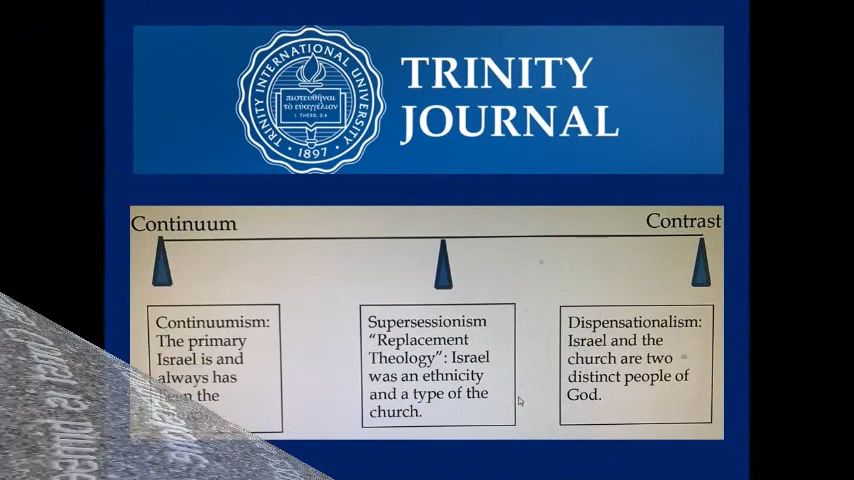 TRINITY INTERNATIONAL UNIVERSITY
πιστευθῆναι
τὸ εὐαγγέλιον
I THESS. 2:4
· 1897 ·
TRINITY
JOURNAL
Continuum
Contrast
Continuumism:
The primary
Israel is and
always has
the
Supersessionism
“Replacement
Theology”: Israel
was an ethnicity
and a type of the
church.
Dispensationalism:
Israel and the
church are two
distinct people of
God.